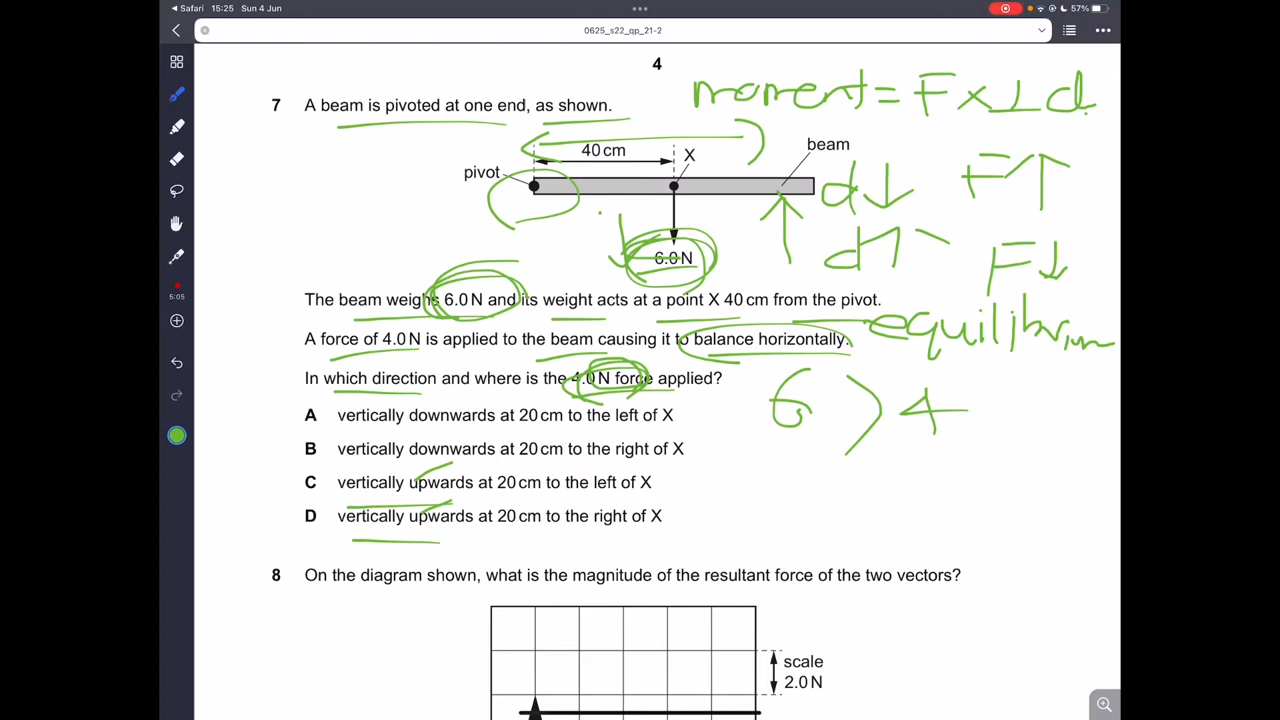 Safari 15:25 Sun 4 Jun
57%
0625_s22_qp_21-2
4
moment = F x ⊥ d
7 A beam is pivoted at one end, as shown.
40 cm
X
beam
pivot
d↓ F↑
d↑ F↓
6.0 N
The beam weighs 6.0 N and its weight acts at a point X 40 cm from the pivot.
equilibrium
A force of 4.0 N is applied to the beam causing it to balance horizontally.
In which direction and where is the 4.0 N force applied?
6 > 4
A vertically downwards at 20 cm to the left of X
B vertically downwards at 20 cm to the right of X
C vertically upwards at 20 cm to the left of X
D vertically upwards at 20 cm to the right of X
5:05
8 On the diagram shown, what is the magnitude of the resultant force of the two vectors?
scale
2.0 N